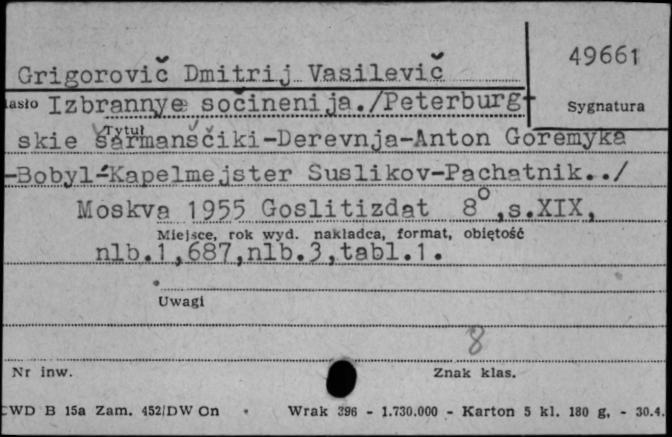 49661
Grigorovič Dmitrij Vasilevič
asło Izbrannye sočinenija./Peterburg- Sygnatura
Tytuł
skie šarmanščiki-Derevnja-Anton Goremyka
-Bobyl-Kapelmejster Suslikov-Pachatnik../
Moskva 1955 Goslitizdat 8°,s.XIX,
Miejsce, rok wyd. nakładca, format, objętość
nlb.1,687,nlb.3,tabl.1.
Uwagi
8
Nr inw. Znak klas.
CWD B 15a Zam. 452/DW On • Wrak 396 - 1.730.000 - Karton 5 kl. 180 g, - 30.4.